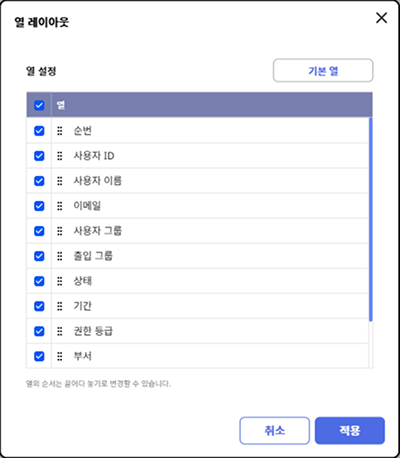 열 레이아웃
열 설정
기본 열
열
순번
사용자 ID
사용자 이름
이메일
사용자 그룹
출입 그룹
상태
기간
권한 등급
부서
열의 순서는 끌어다 놓기로 변경할 수 있습니다.
취소
적용